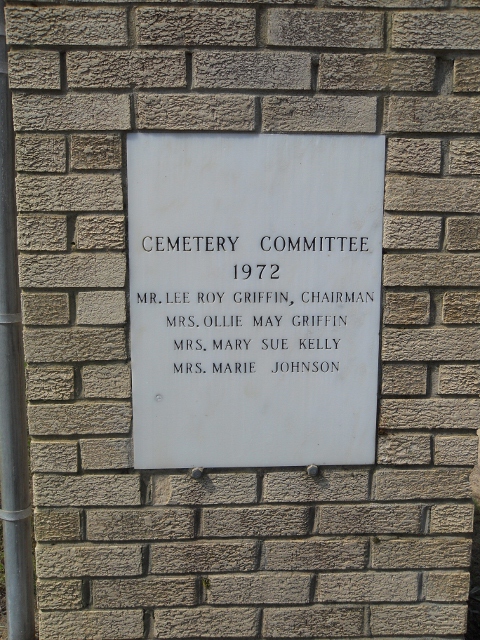 CEMETERY COMMITTEE
1972
MR. LEE ROY GRIFFIN, CHAIRMAN
MRS. OLLIE MAY GRIFFIN
MRS. MARY SUE KELLY
MRS. MARIE JOHNSON